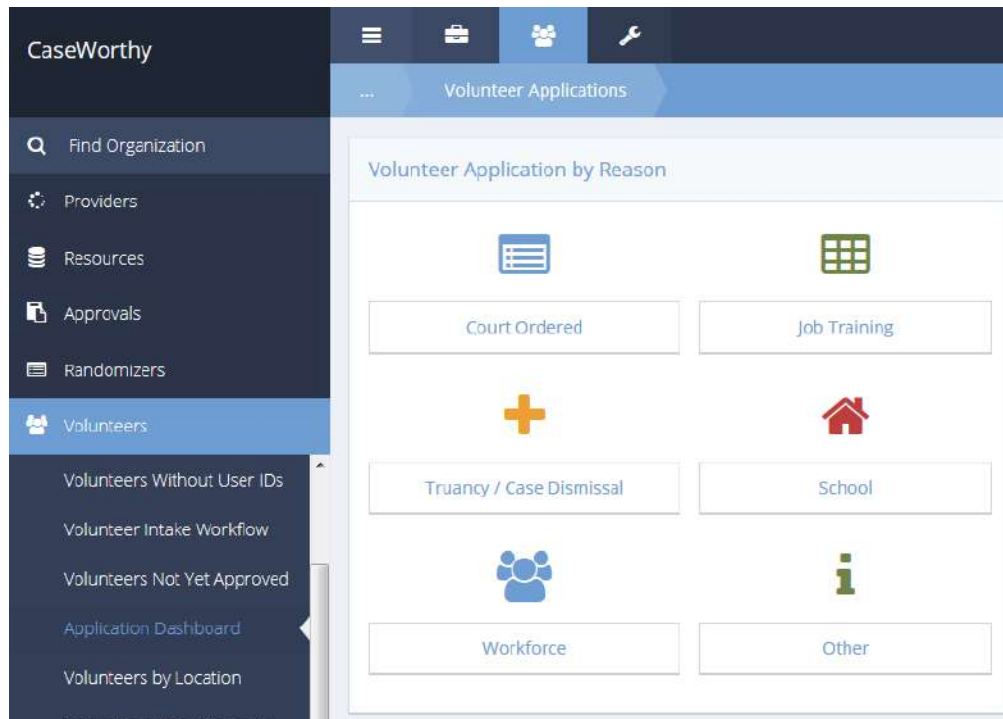 CaseWorthy
...
Volunteer Applications
Find Organization
Providers
Resources
Approvals
Randomizers
Volunteers
Volunteers Without User IDs
Volunteer Intake Workflow
Volunteers Not Yet Approved
Application Dashboard
Volunteers by Location
Volunteer Application by Reason
Court Ordered
Job Training
Truancy / Case Dismissal
School
Workforce
Other